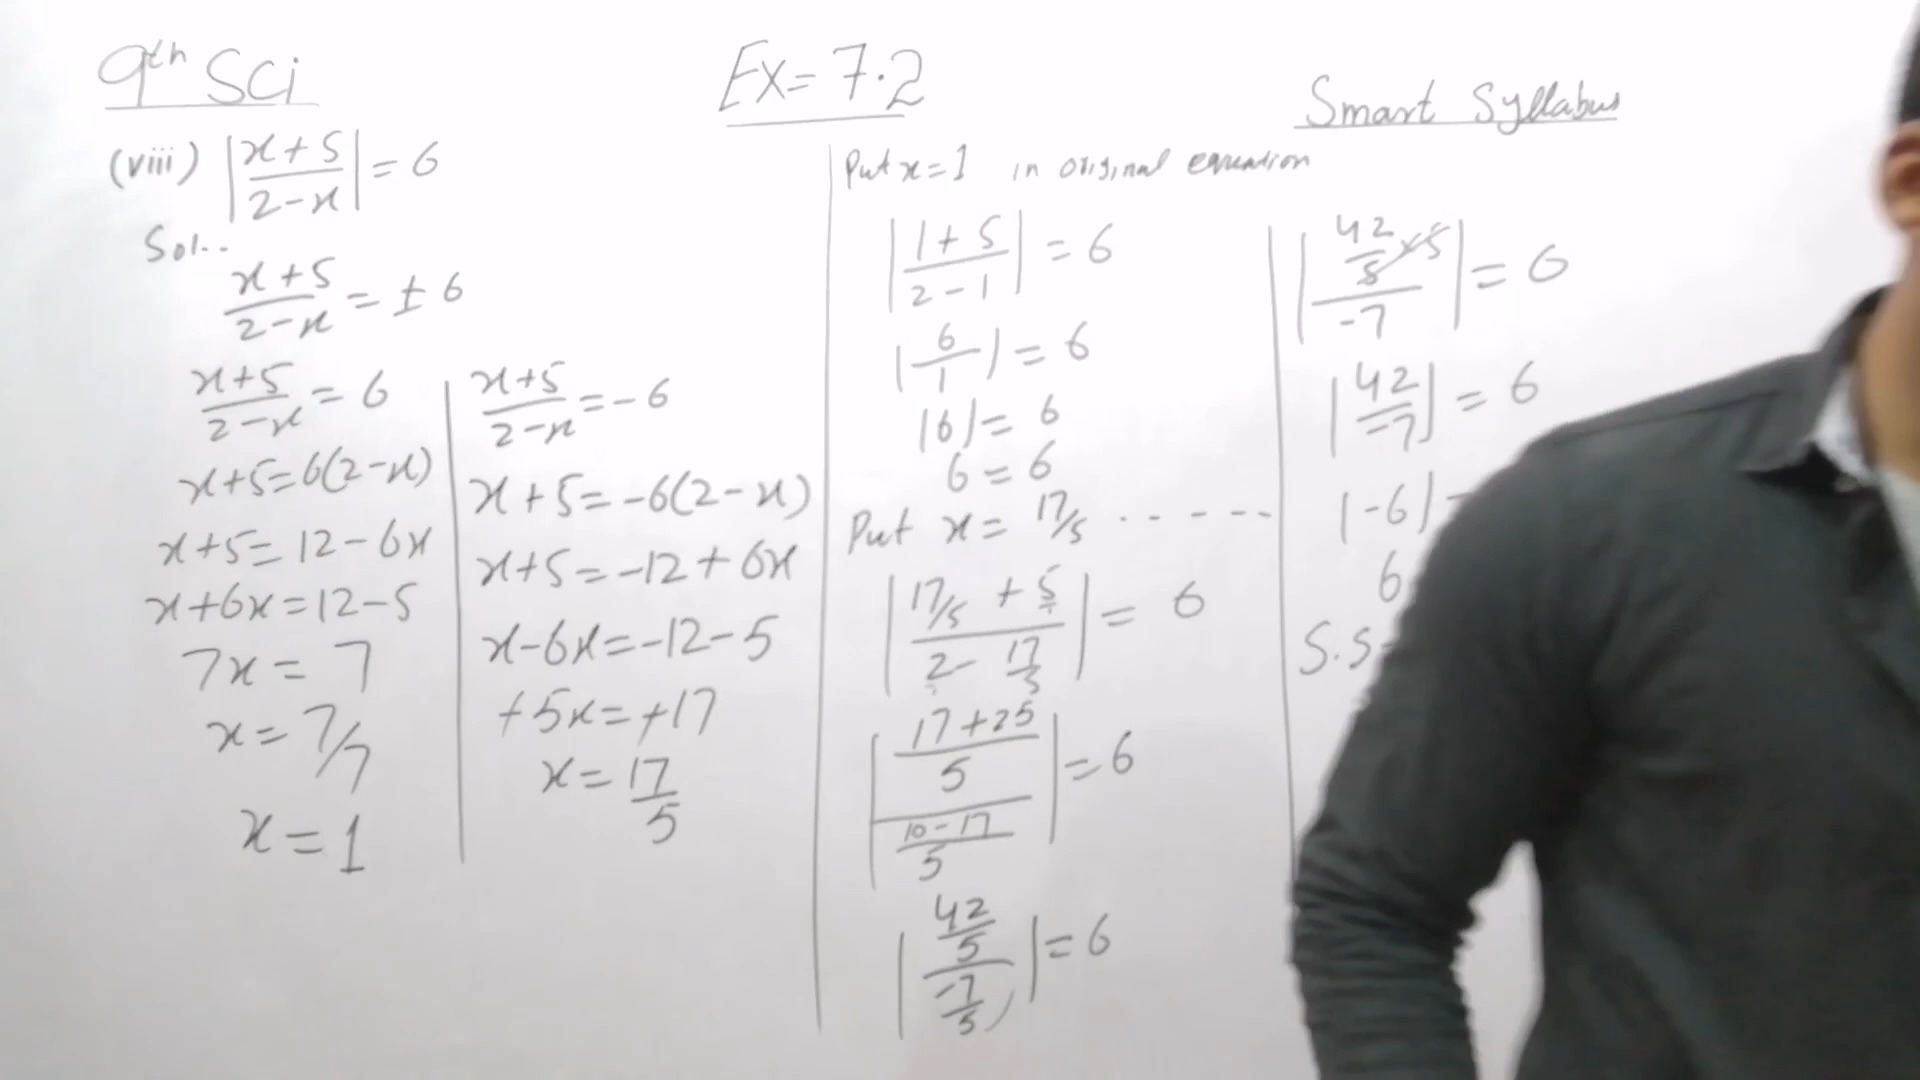 9th Sci
Ex= 7.2
Smart Syllabus
(viii) |x+5/2-x| = 6
Sol..
x+5/2-x = ± 6
x+5/2-x = 6
x+5=6(2-x)
x+5= 12-6x
x+6x=12-5
7x = 7
x= 7/7
x = 1
x+5/2-x = -6
x+5=-6(2-x)
x+5=-12+6x
x-6x=-12-5
+5x=+17
x= 17/5
Put x=1 in original equation
|1+5/2-1| = 6
|6/1| = 6
|6| = 6
6 = 6
Put x= 17/5 ------
|17/5 + 5/2- 17/5| = 6
|17+25/5/10-17/5| = 6
|42/5/-7/5| = 6
|42/5×5/-7| = 6
|42/-7| = 6
|-6|
6
S.S